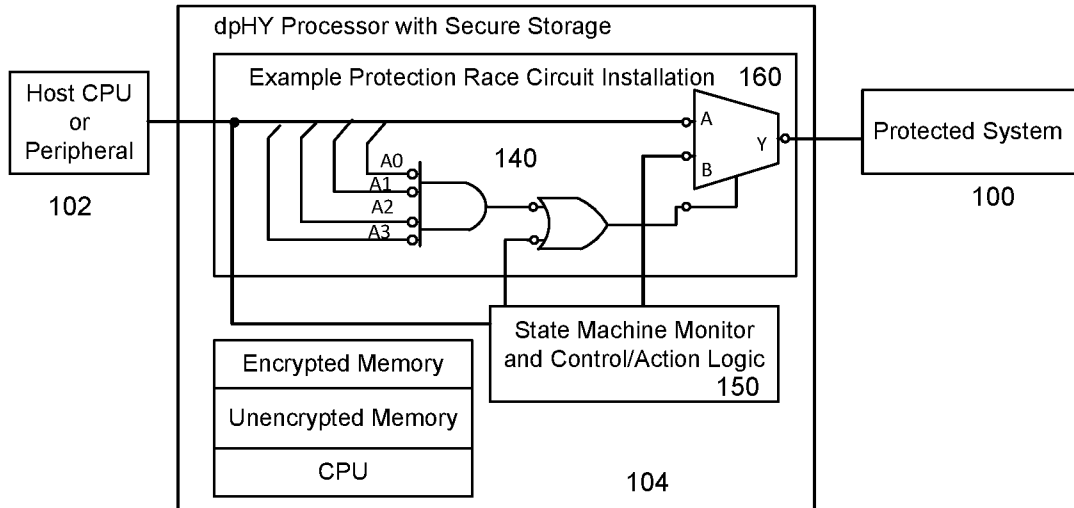 dpHY Processor with Secure Storage
Example Protection Race Circuit Installation
160
Host CPU
or
Peripheral
102
A
Y
B
Protected System
100
140
A0
A1
A2
A3
State Machine Monitor
and Control/Action Logic
150
Encrypted Memory
Unencrypted Memory
CPU
104